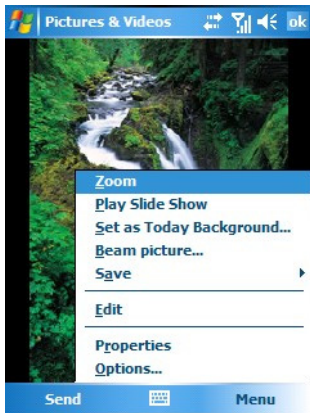 Pictures & Videos ok
Zoom
Play Slide Show
Set as Today Background...
Beam picture...
Save
Edit
Properties
Options...
Send Menu